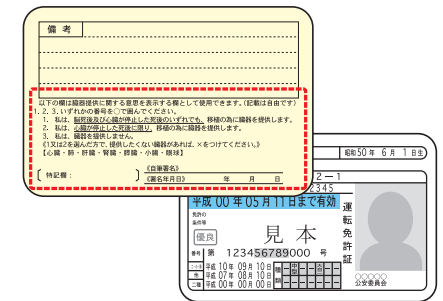 備 考
以下の欄は臓器提供に関する意思を表示する欄として使用できます。(記載は自由です)
1. 2. 3. いずれかの番号を○で囲んでください。
1. 私は、脳死後及び心臓が停止した死後のいずれでも、移植の為に臓器を提供します。
2. 私は、心臓が停止した死後に限り、移植の為に臓器を提供します。
3. 私は、臓器を提供しません。
《1又は2を選んだ方で、提供したくない臓器があれば、×をつけてください。》
【心臓・肺・肝臓・腎臓・膵臓・小腸・眼球】
〔特記欄: 〕
《自筆署名》
《署名年月日》 年 月 日
昭和50年 6月 1日生
2－1
2345
平成 00年 05月 11日まで有効
免許の
条件等
優良
見 本
番号 第 123456789000 号
平成 10年 09月 10日
他 平成 07年 08月 10日
二種 平成 00年 00月 00日
種類
運転免許証
○○○○○
公安委員会